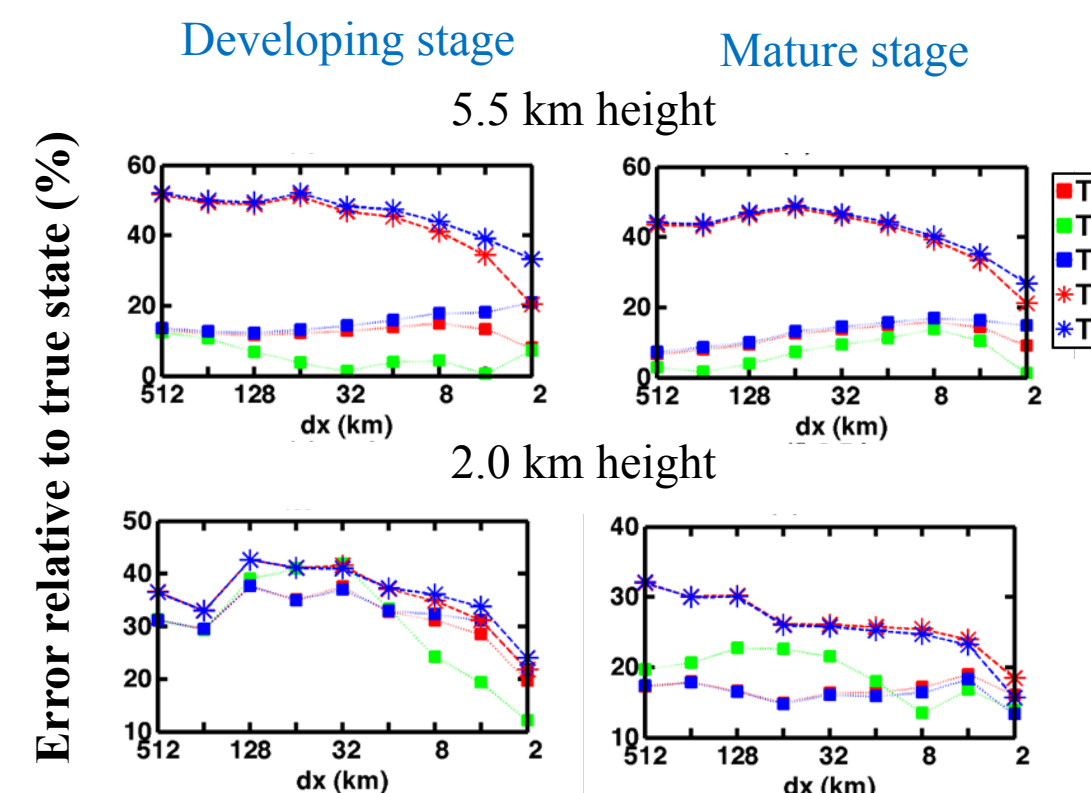 Developing stage
Mature stage
5.5 km height
Error relative to true state (%)
60
40
20
0
512 128 32 8 2
dx (km)
60
40
20
0
512 128 32 8 2
dx (km)
T
T
T
T
T
2.0 km height
50
40
30
20
10
512 128 32 8 2
dx (km)
40
30
20
10
512 128 32 8 2
dx (km)